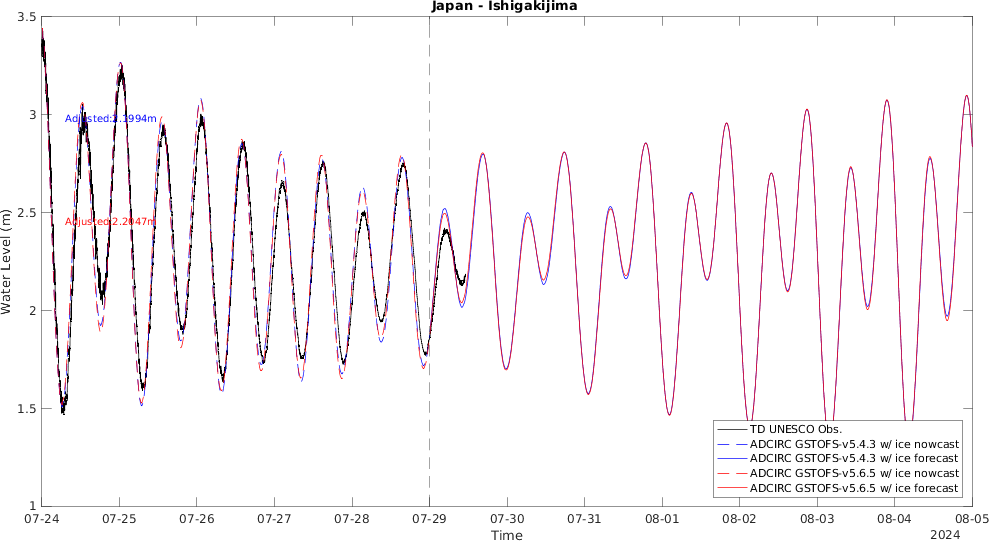 Japan - Ishigakijima
3.5
3
2.5
2
1.5
1
Water Level (m)
Adjusted:2.1994m
Adjusted:2.2047m
TD UNESCO Obs.
ADCIRC GSTOFS-v5.4.3 w/ ice nowcast
ADCIRC GSTOFS-v5.4.3 w/ ice forecast
ADCIRC GSTOFS-v5.6.5 w/ ice nowcast
ADCIRC GSTOFS-v5.6.5 w/ ice forecast
07-24 07-25 07-26 07-27 07-28 07-29 07-30 07-31 08-01 08-02 08-03 08-04 08-05
Time
2024